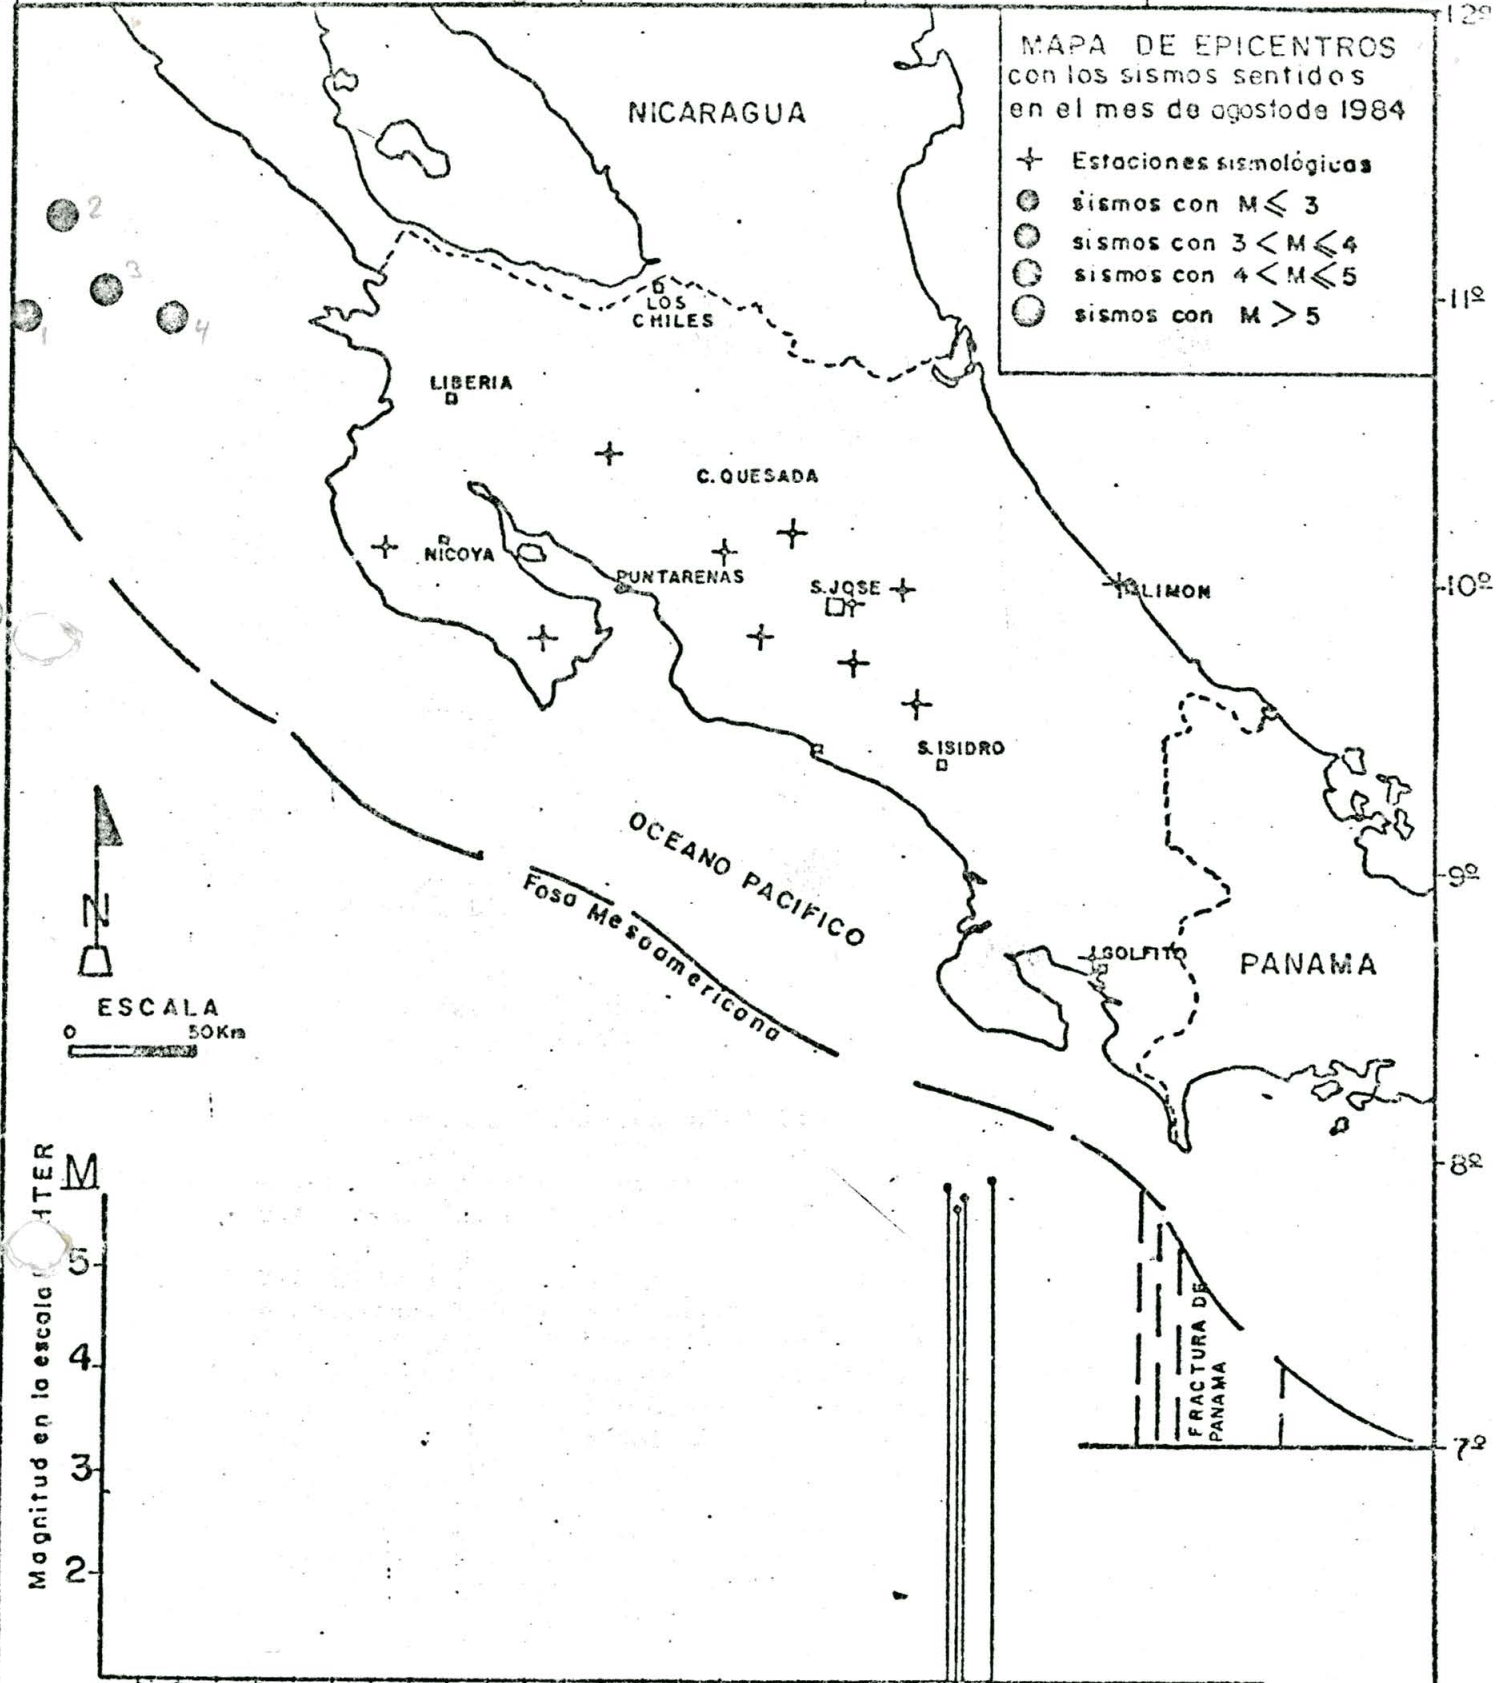 12º
MAPA DE EPICENTROS
con los sismos sentidos
en el mes de agostode 1984
Estaciones sismológicas
sismos con M ⩽ 3
sismos con 3 < M ⩽ 4
sismos con 4 < M ⩽ 5
sismos con M > 5
NICARAGUA
2
3
1
4
11º
LOS
CHILES
LIBERIA
C. QUESADA
NICOYA
PUNTARENAS
S. JOSE
LIMON
10º
S. ISIDRO
OCEANO PACIFICO
Fosa Mesoamericana
9º
N
GOLFITO
PANAMA
ESCALA
0 50Km
8º
M
Magnitud en la escala HTER
5
4
3
2
FRACTURA DE
PANAMA
7º